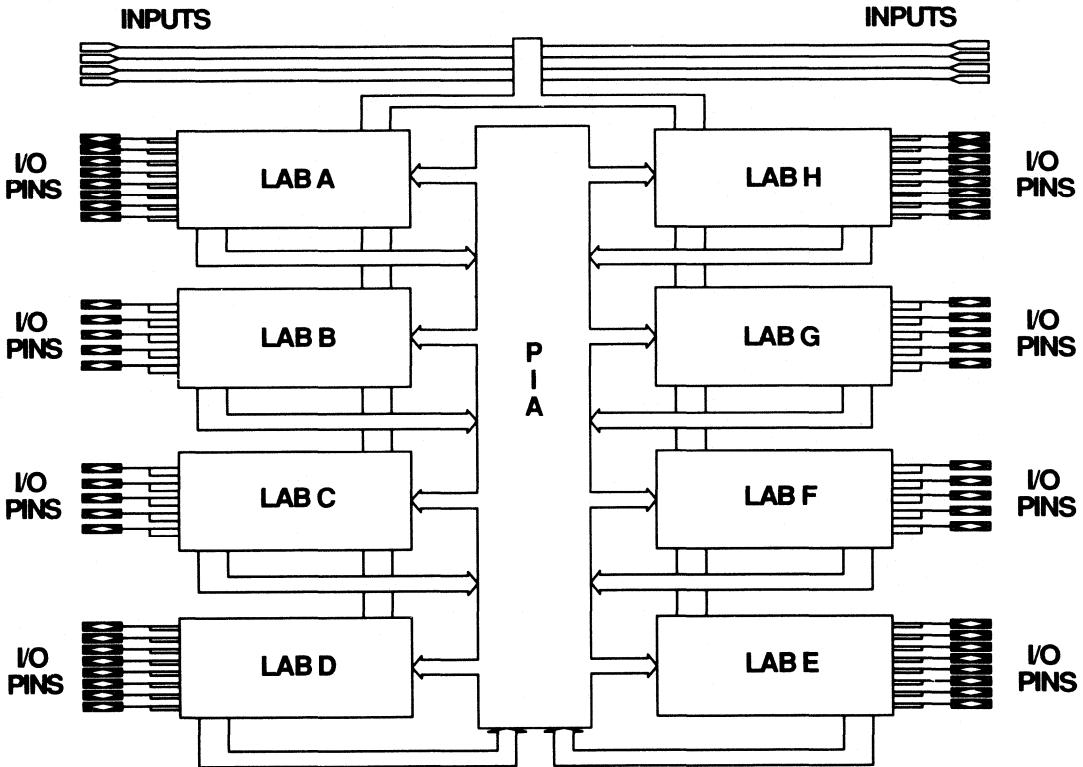 INPUTS
INPUTS
I/O
PINS
LAB A
LAB H
I/O
PINS
I/O
PINS
LAB B
P
I
A
LAB G
I/O
PINS
I/O
PINS
LAB C
LAB F
I/O
PINS
I/O
PINS
LAB D
LAB E
I/O
PINS